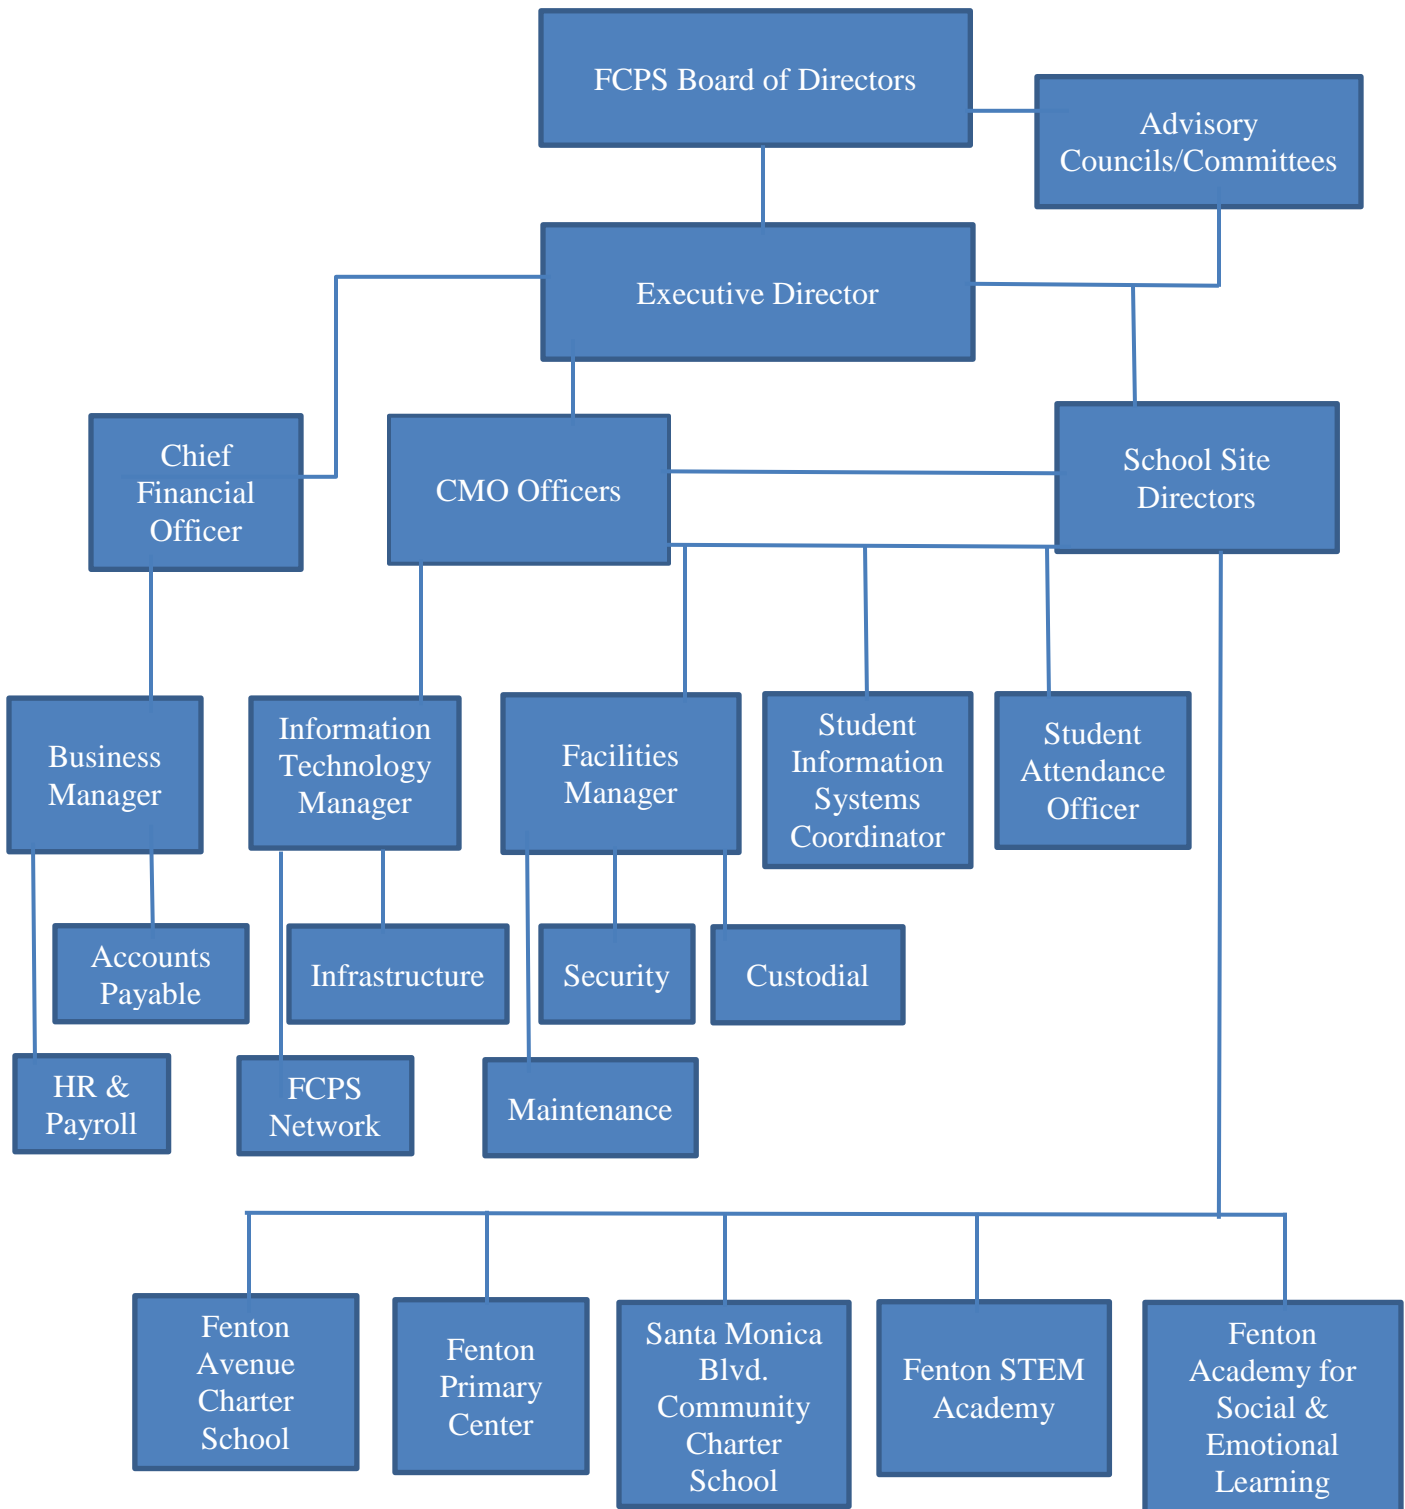 FCPS Board of Directors
Advisory
Councils/Committees
Executive Director
Chief
Financial
Officer
CMO Officers
School Site
Directors
Business
Manager
Information
Technology
Manager
Facilities
Manager
Student
Information
Systems
Coordinator
Student
Attendance
Officer
Accounts
Payable
Infrastructure
Security
Custodial
HR &
Payroll
FCPS
Network
Maintenance
Fenton
Avenue
Charter
School
Fenton
Primary
Center
Santa Monica
Blvd.
Community
Charter
School
Fenton STEM
Academy
Fenton
Academy for
Social &
Emotional
Learning